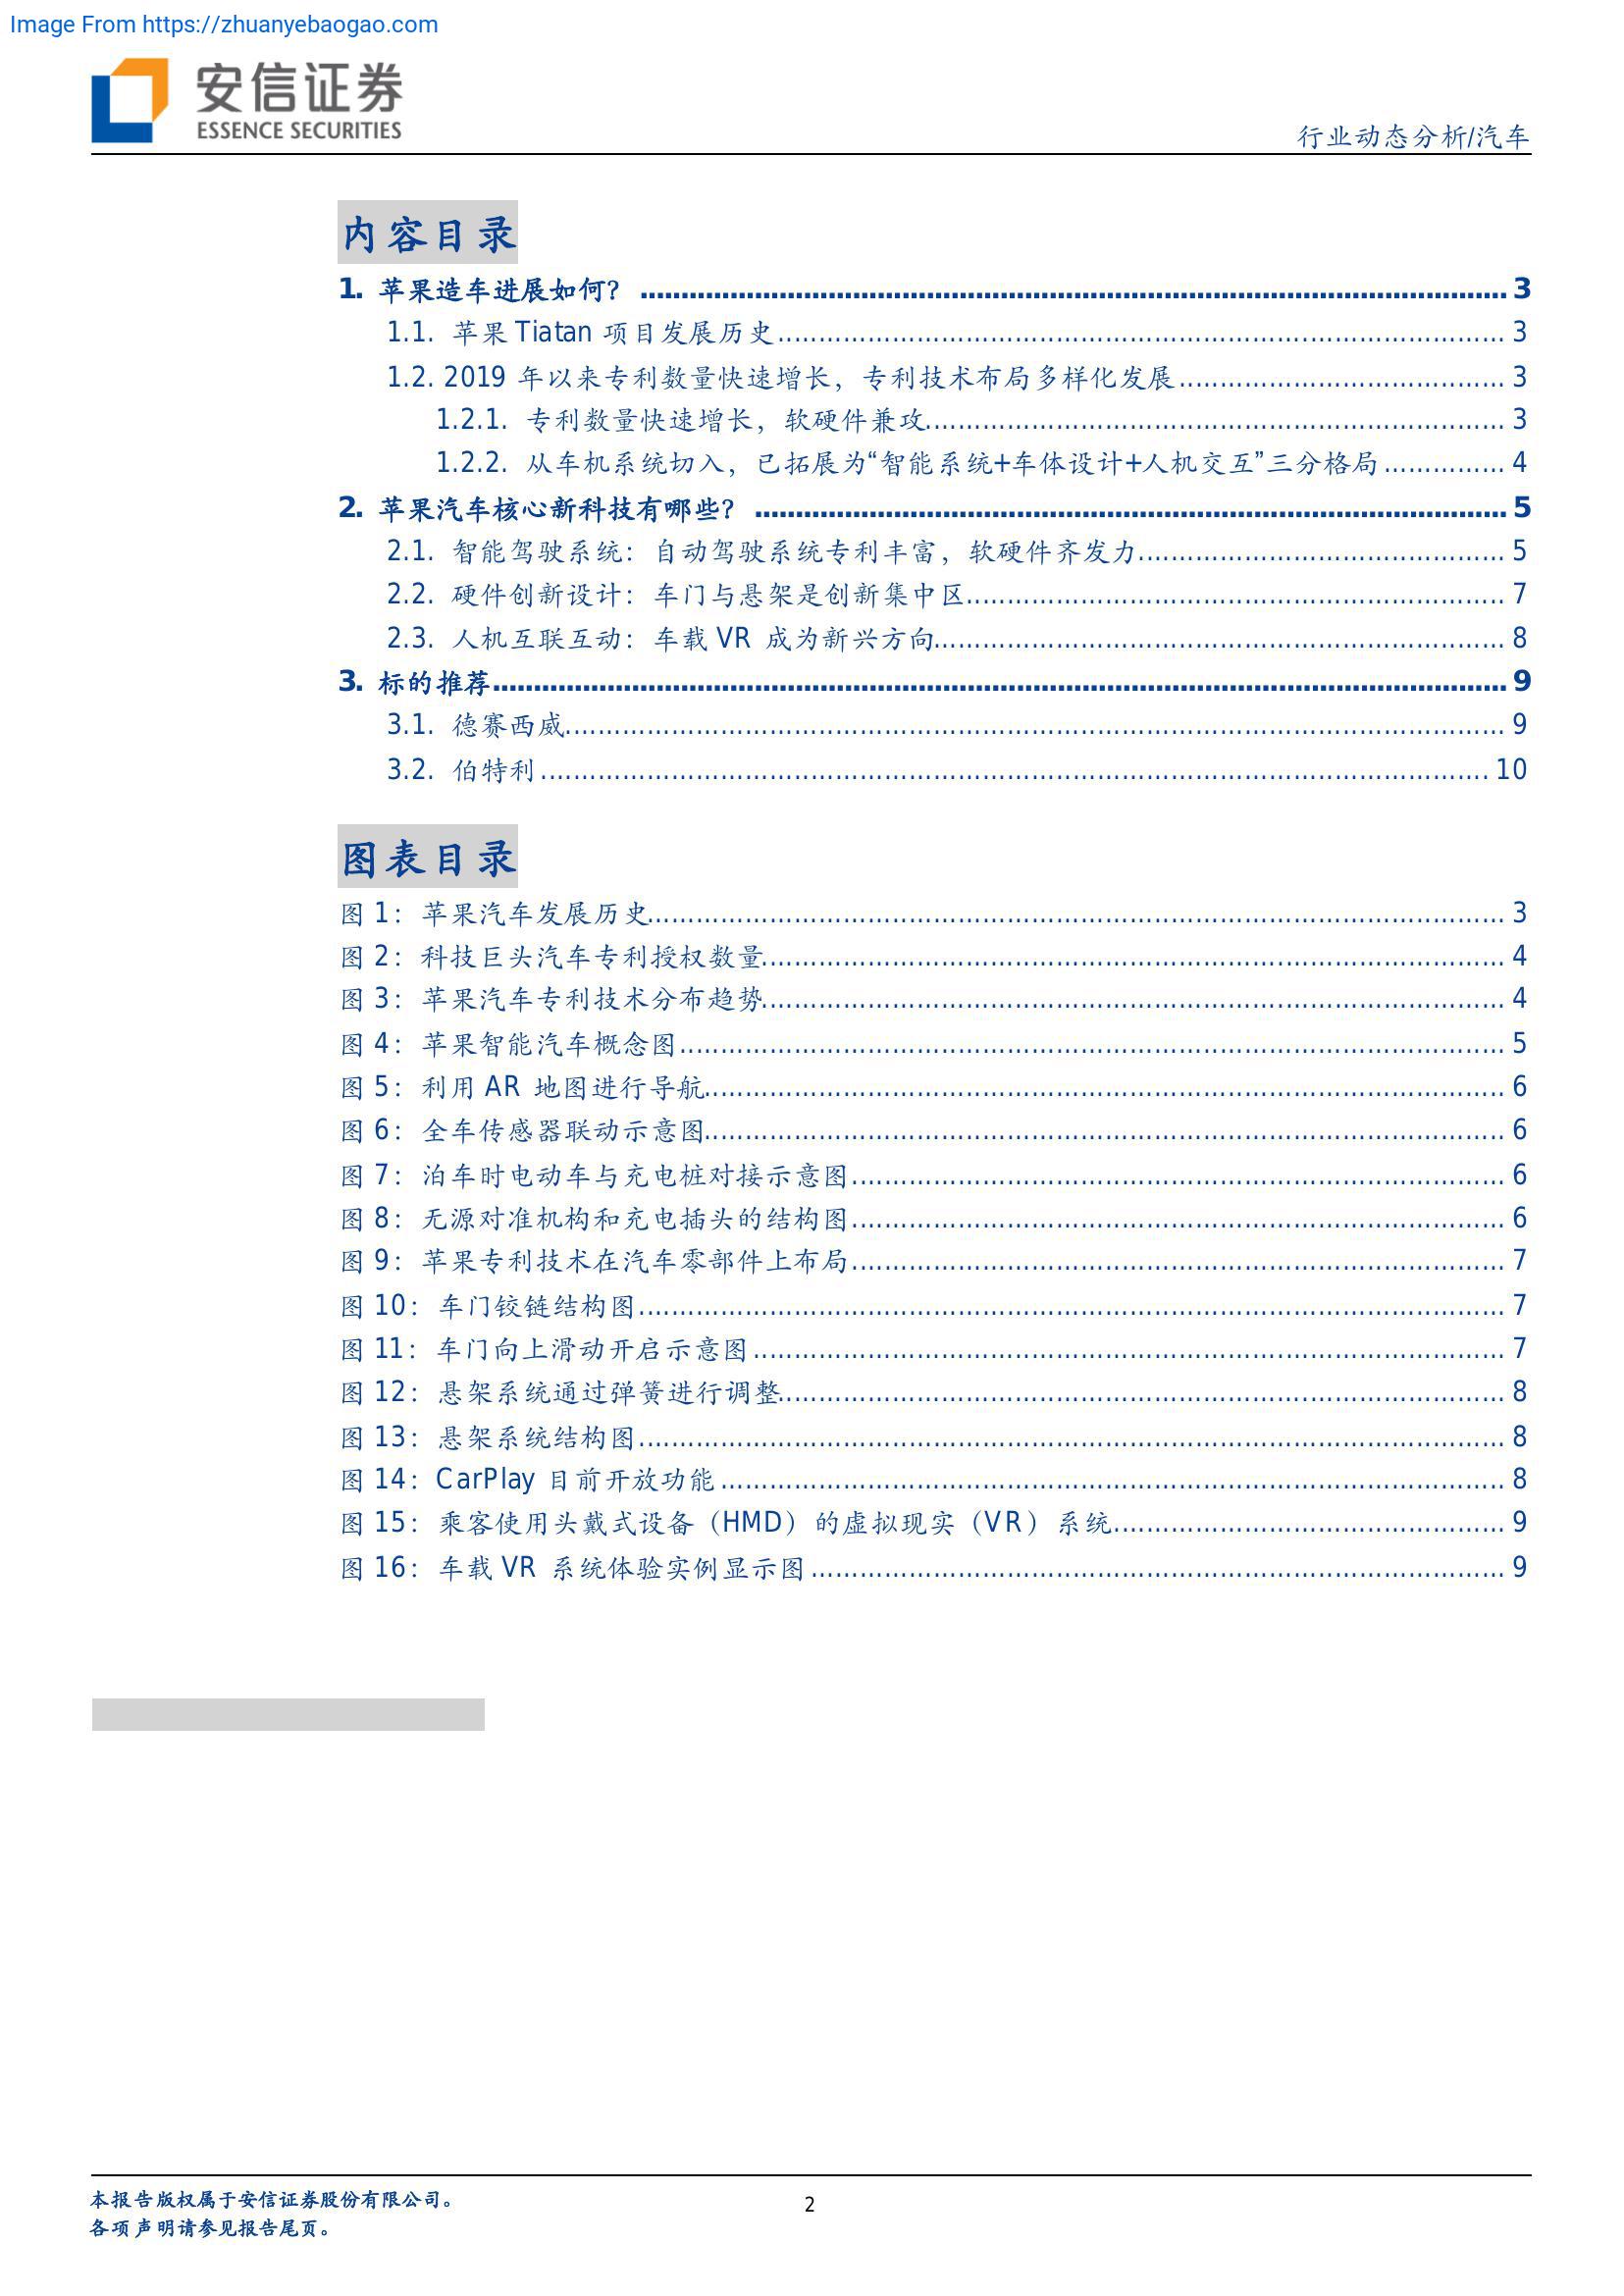 Image From https://zhuanyebaogao.com
安信证券
ESSENCE SECURITIES
行业动态分析/汽车
内容目录
1. 苹果造车进展如何？ 3
1.1. 苹果 Tiatan 项目发展历史 3
1.2. 2019 年以来专利数量快速增长，专利技术布局多样化发展 3
1.2.1. 专利数量快速增长，软硬件兼攻 3
1.2.2. 从车机系统切入，已拓展为“智能系统+车体设计+人机交互”三分格局 4
2. 苹果汽车核心新科技有哪些？ 5
2.1. 智能驾驶系统：自动驾驶系统专利丰富，软硬件齐发力 5
2.2. 硬件创新设计：车门与悬架是创新集中区 7
2.3. 人机互联互动：车载 VR 成为新兴方向 8
3. 标的推荐 9
3.1. 德赛西威 9
3.2. 伯特利 10
图表目录
图 1：苹果汽车发展历史 3
图 2：科技巨头汽车专利授权数量 4
图 3：苹果汽车专利技术分布趋势 4
图 4：苹果智能汽车概念图 5
图 5：利用 AR 地图进行导航 6
图 6：全车传感器联动示意图 6
图 7：泊车时电动车与充电桩对接示意图 6
图 8：无源对准机构和充电插头的结构图 6
图 9：苹果专利技术在汽车零部件上布局 7
图 10：车门铰链结构图 7
图 11：车门向上滑动开启示意图 7
图 12：悬架系统通过弹簧进行调整 8
图 13：悬架系统结构图 8
图 14：CarPlay 目前开放功能 8
图 15：乘客使用头戴式设备（HMD）的虚拟现实（VR）系统 9
图 16：车载 VR 系统体验实例显示图 9
本报告版权属于安信证券股份有限公司。
2
各项声明请参见报告尾页。